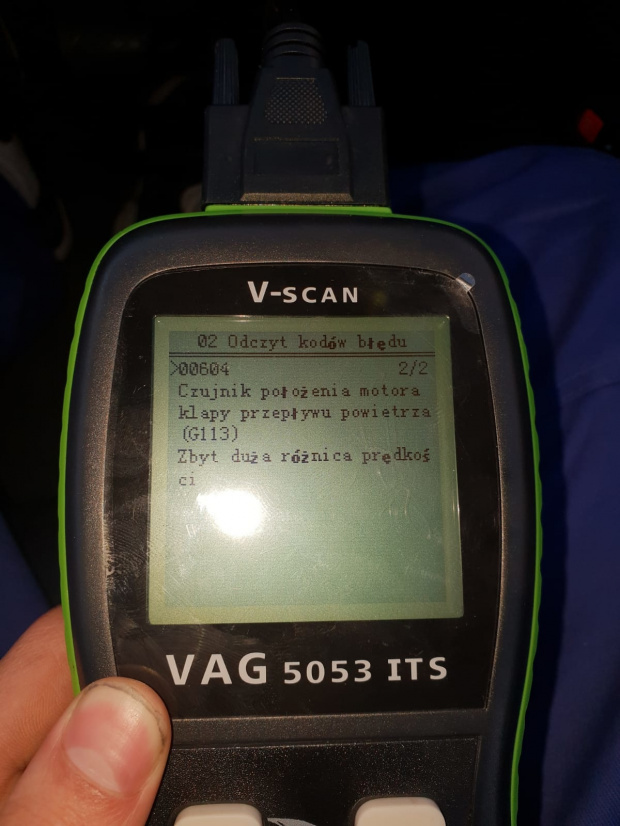 V-SCAN
02 Odczyt kodów błędu
>00604 2/2
Czujnik położenia motora
klapy przepływu powietrza
(G113)
Zbyt duża różnica prędkoś
ci
VAG 5053 ITS